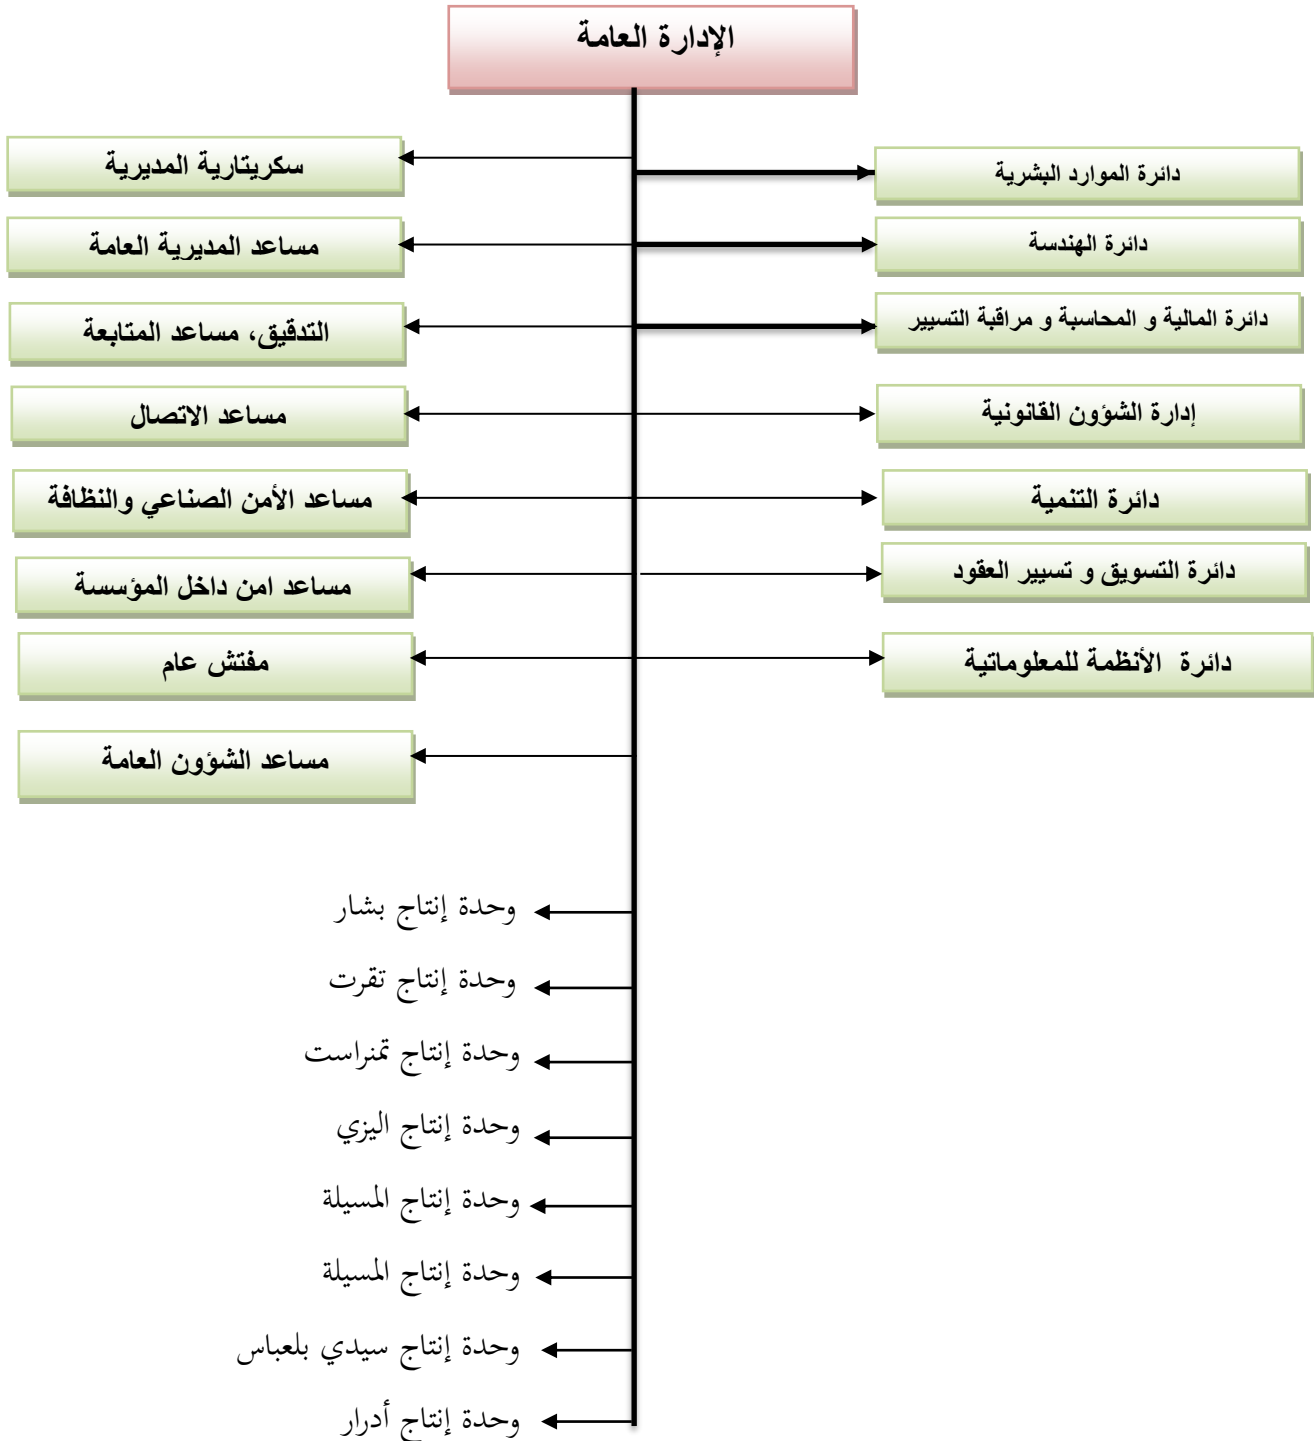 الإدارة العامة
دائرة الموارد البشرية
سكريتارية المديرية
دائرة الهندسة
مساعد المديرية العامة
دائرة المالية و المحاسبة و مراقبة التسيير
التدقيق، مساعد المتابعة
إدارة الشؤون القانونية
مساعد الاتصال
دائرة التنمية
مساعد الأمن الصناعي والنظافة
دائرة التسويق و تسيير العقود
مساعد امن داخل المؤسسة
دائرة الأنظمة للمعلوماتية
مفتش عام
مساعد الشؤون العامة
وحدة إنتاج بشار
وحدة إنتاج تقرت
وحدة إنتاج تمنراست
وحدة إنتاج اليزي
وحدة إنتاج المسيلة
وحدة إنتاج المسيلة
وحدة إنتاج سيدي بلعباس
وحدة إنتاج أدرار